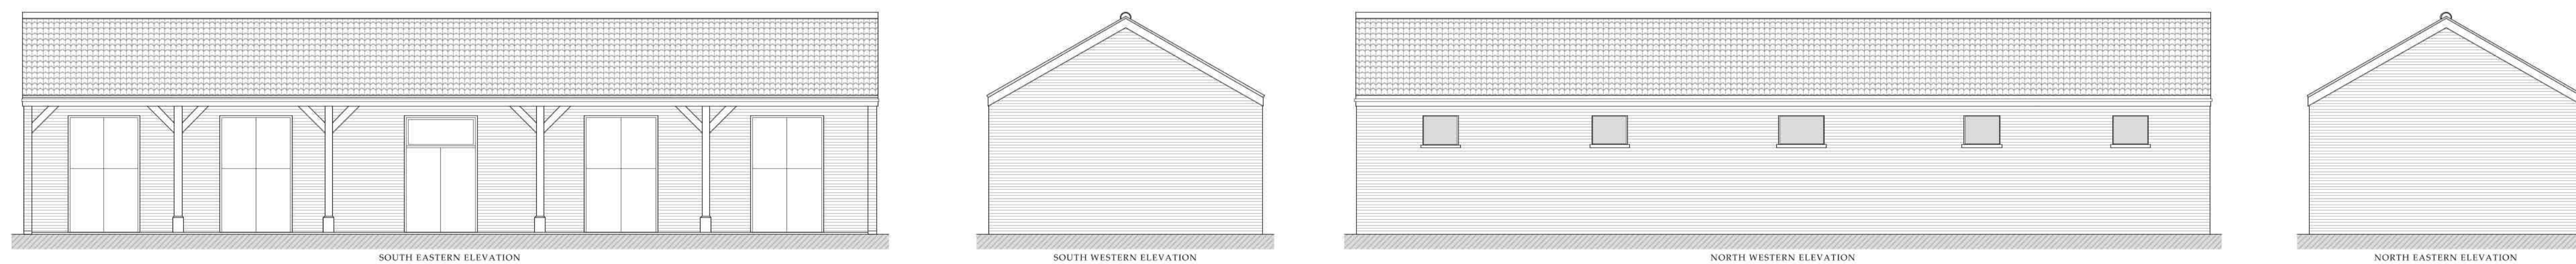 SOUTH EASTERN ELEVATION
SOUTH WESTERN ELEVATION
NORTH WESTERN ELEVATION
NORTH EASTERN ELEVATION